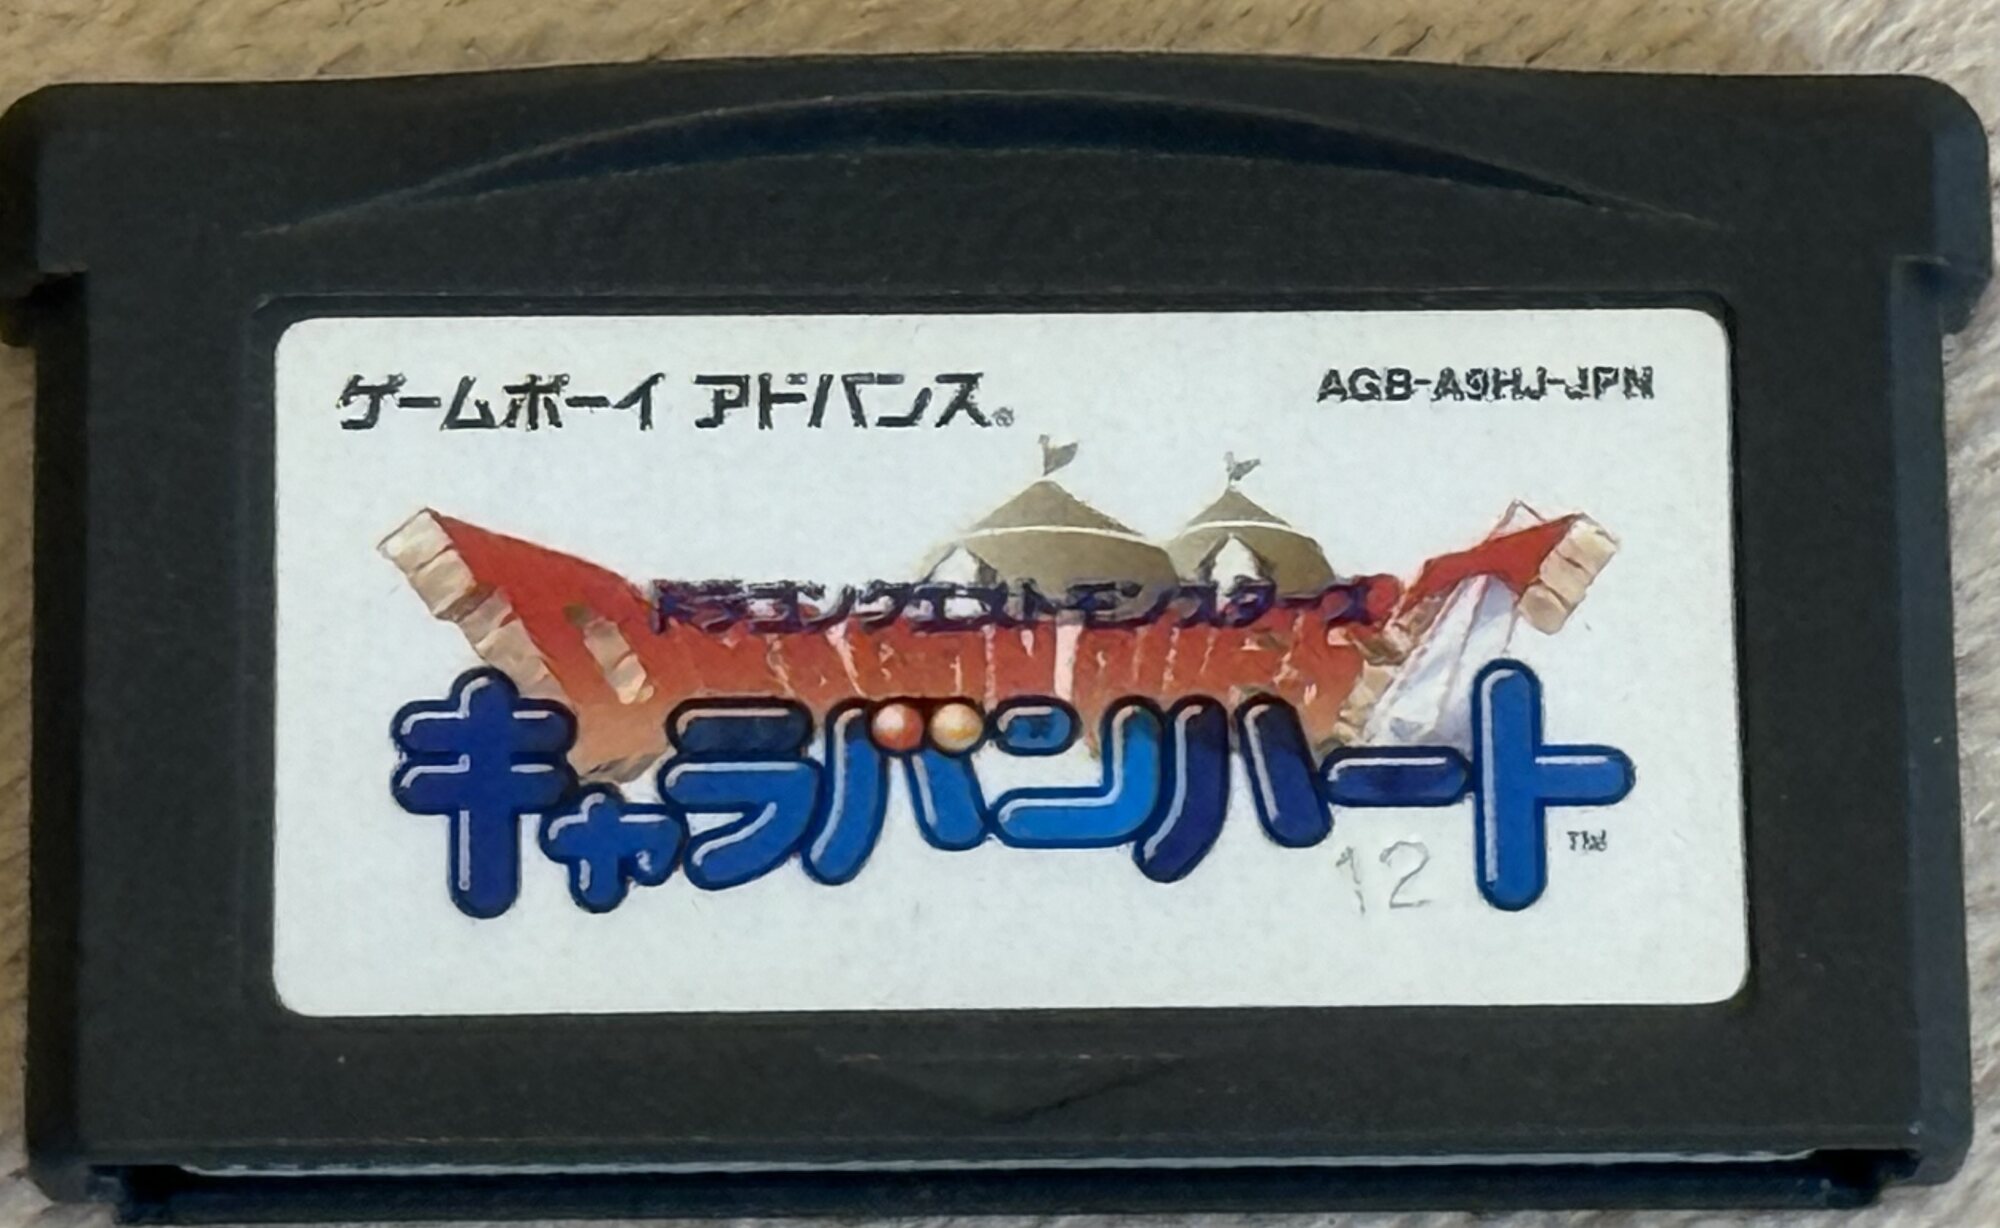 ゲームボーイ アドバンス®
AGB-A9HJ-JPN
ドラゴンクエストモンスターズ
キャラバンハート
TM
12